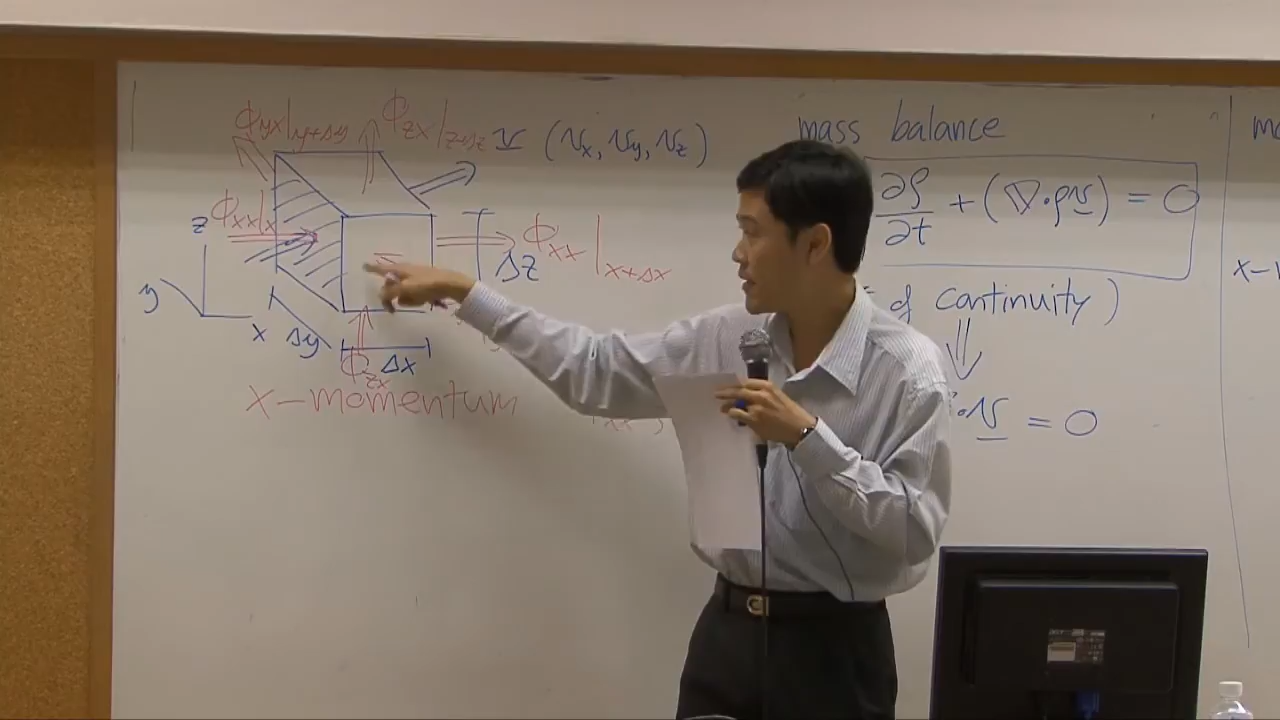 ϕyx|y+Δy
ϕzx|z+Δz
v (vx, vy, vz)
ϕxx|x
z
y
x
Δy
Δx
Δz
ϕxx|x+Δx
ϕzx
x-momentum
mass balance
∂ρ/∂t + (∇·ρv) = 0
of continuity)
⇓
·v = 0
x-